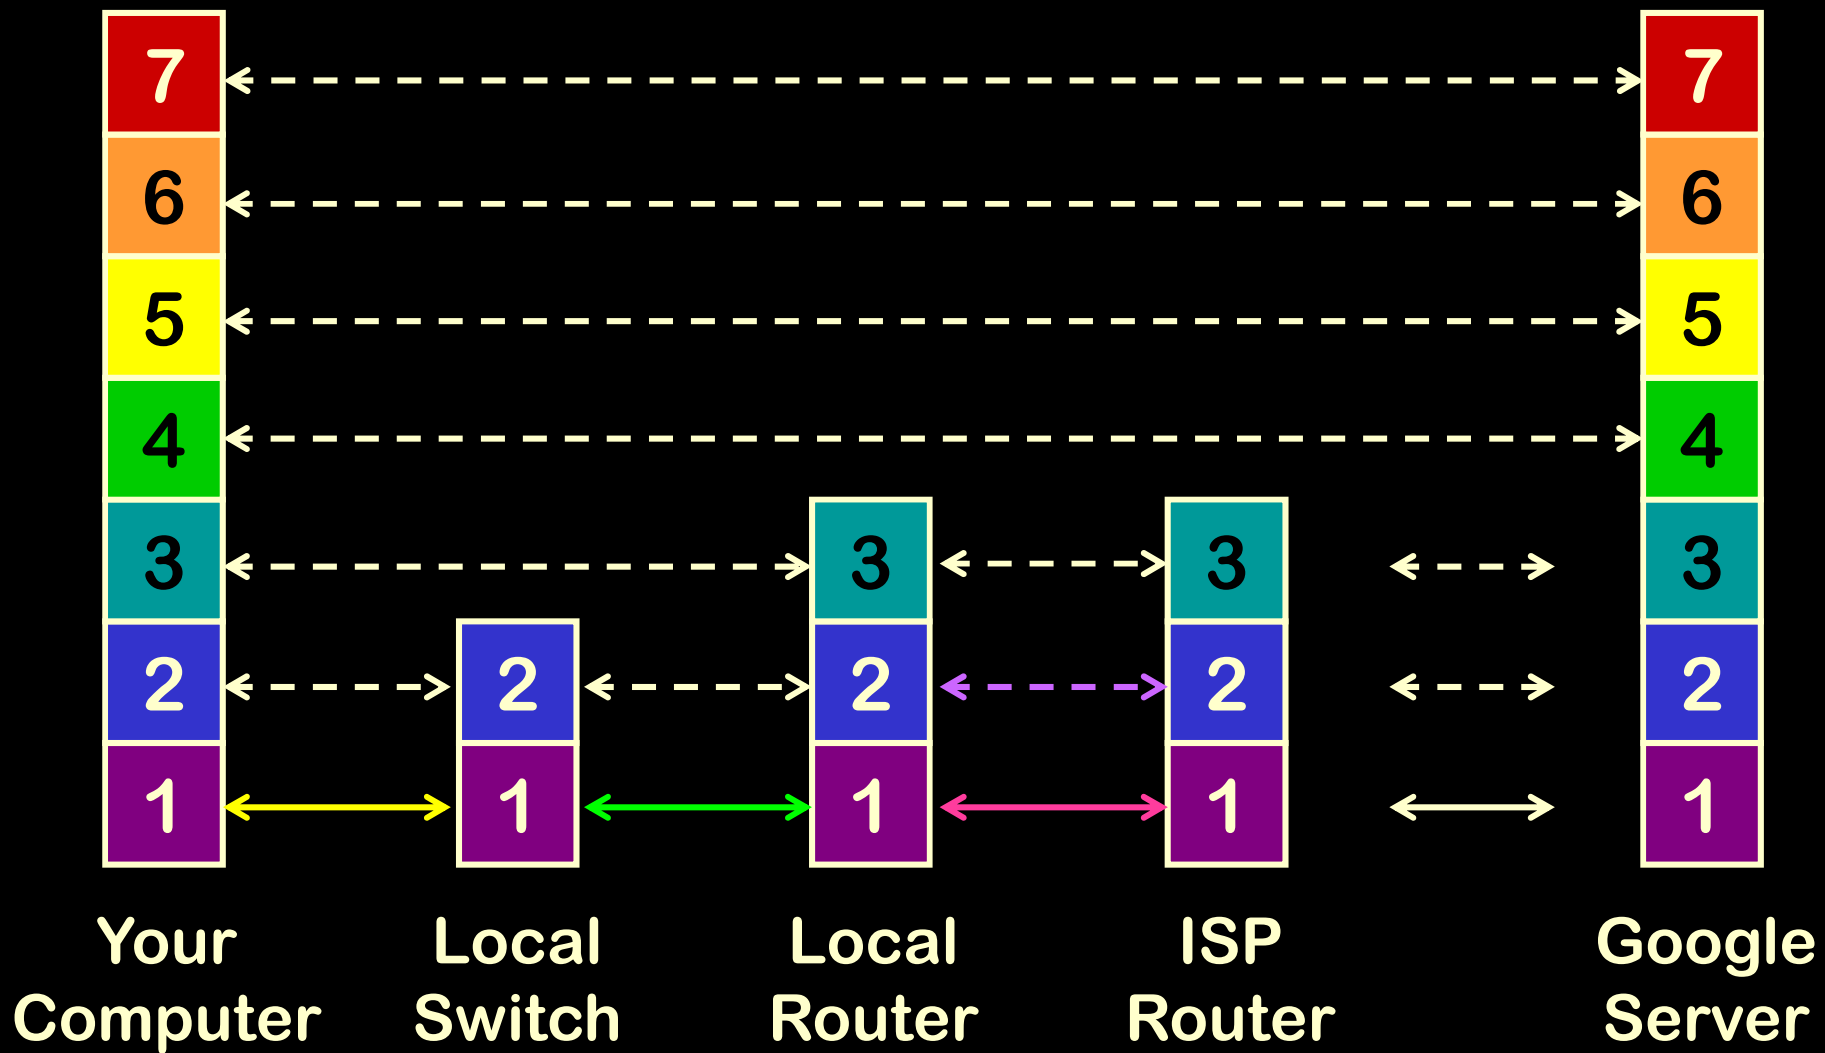 7 7
6 6
5 5
4 4
3 3 3 3
2 2 2 2 2
1 1 1 1 1
Your Local Local ISP Google
Computer Switch Router Router Server